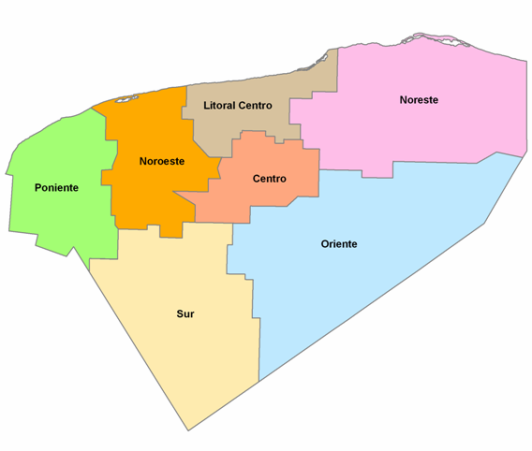 Noreste
Litoral Centro
Noroeste
Centro
Poniente
Oriente
Sur